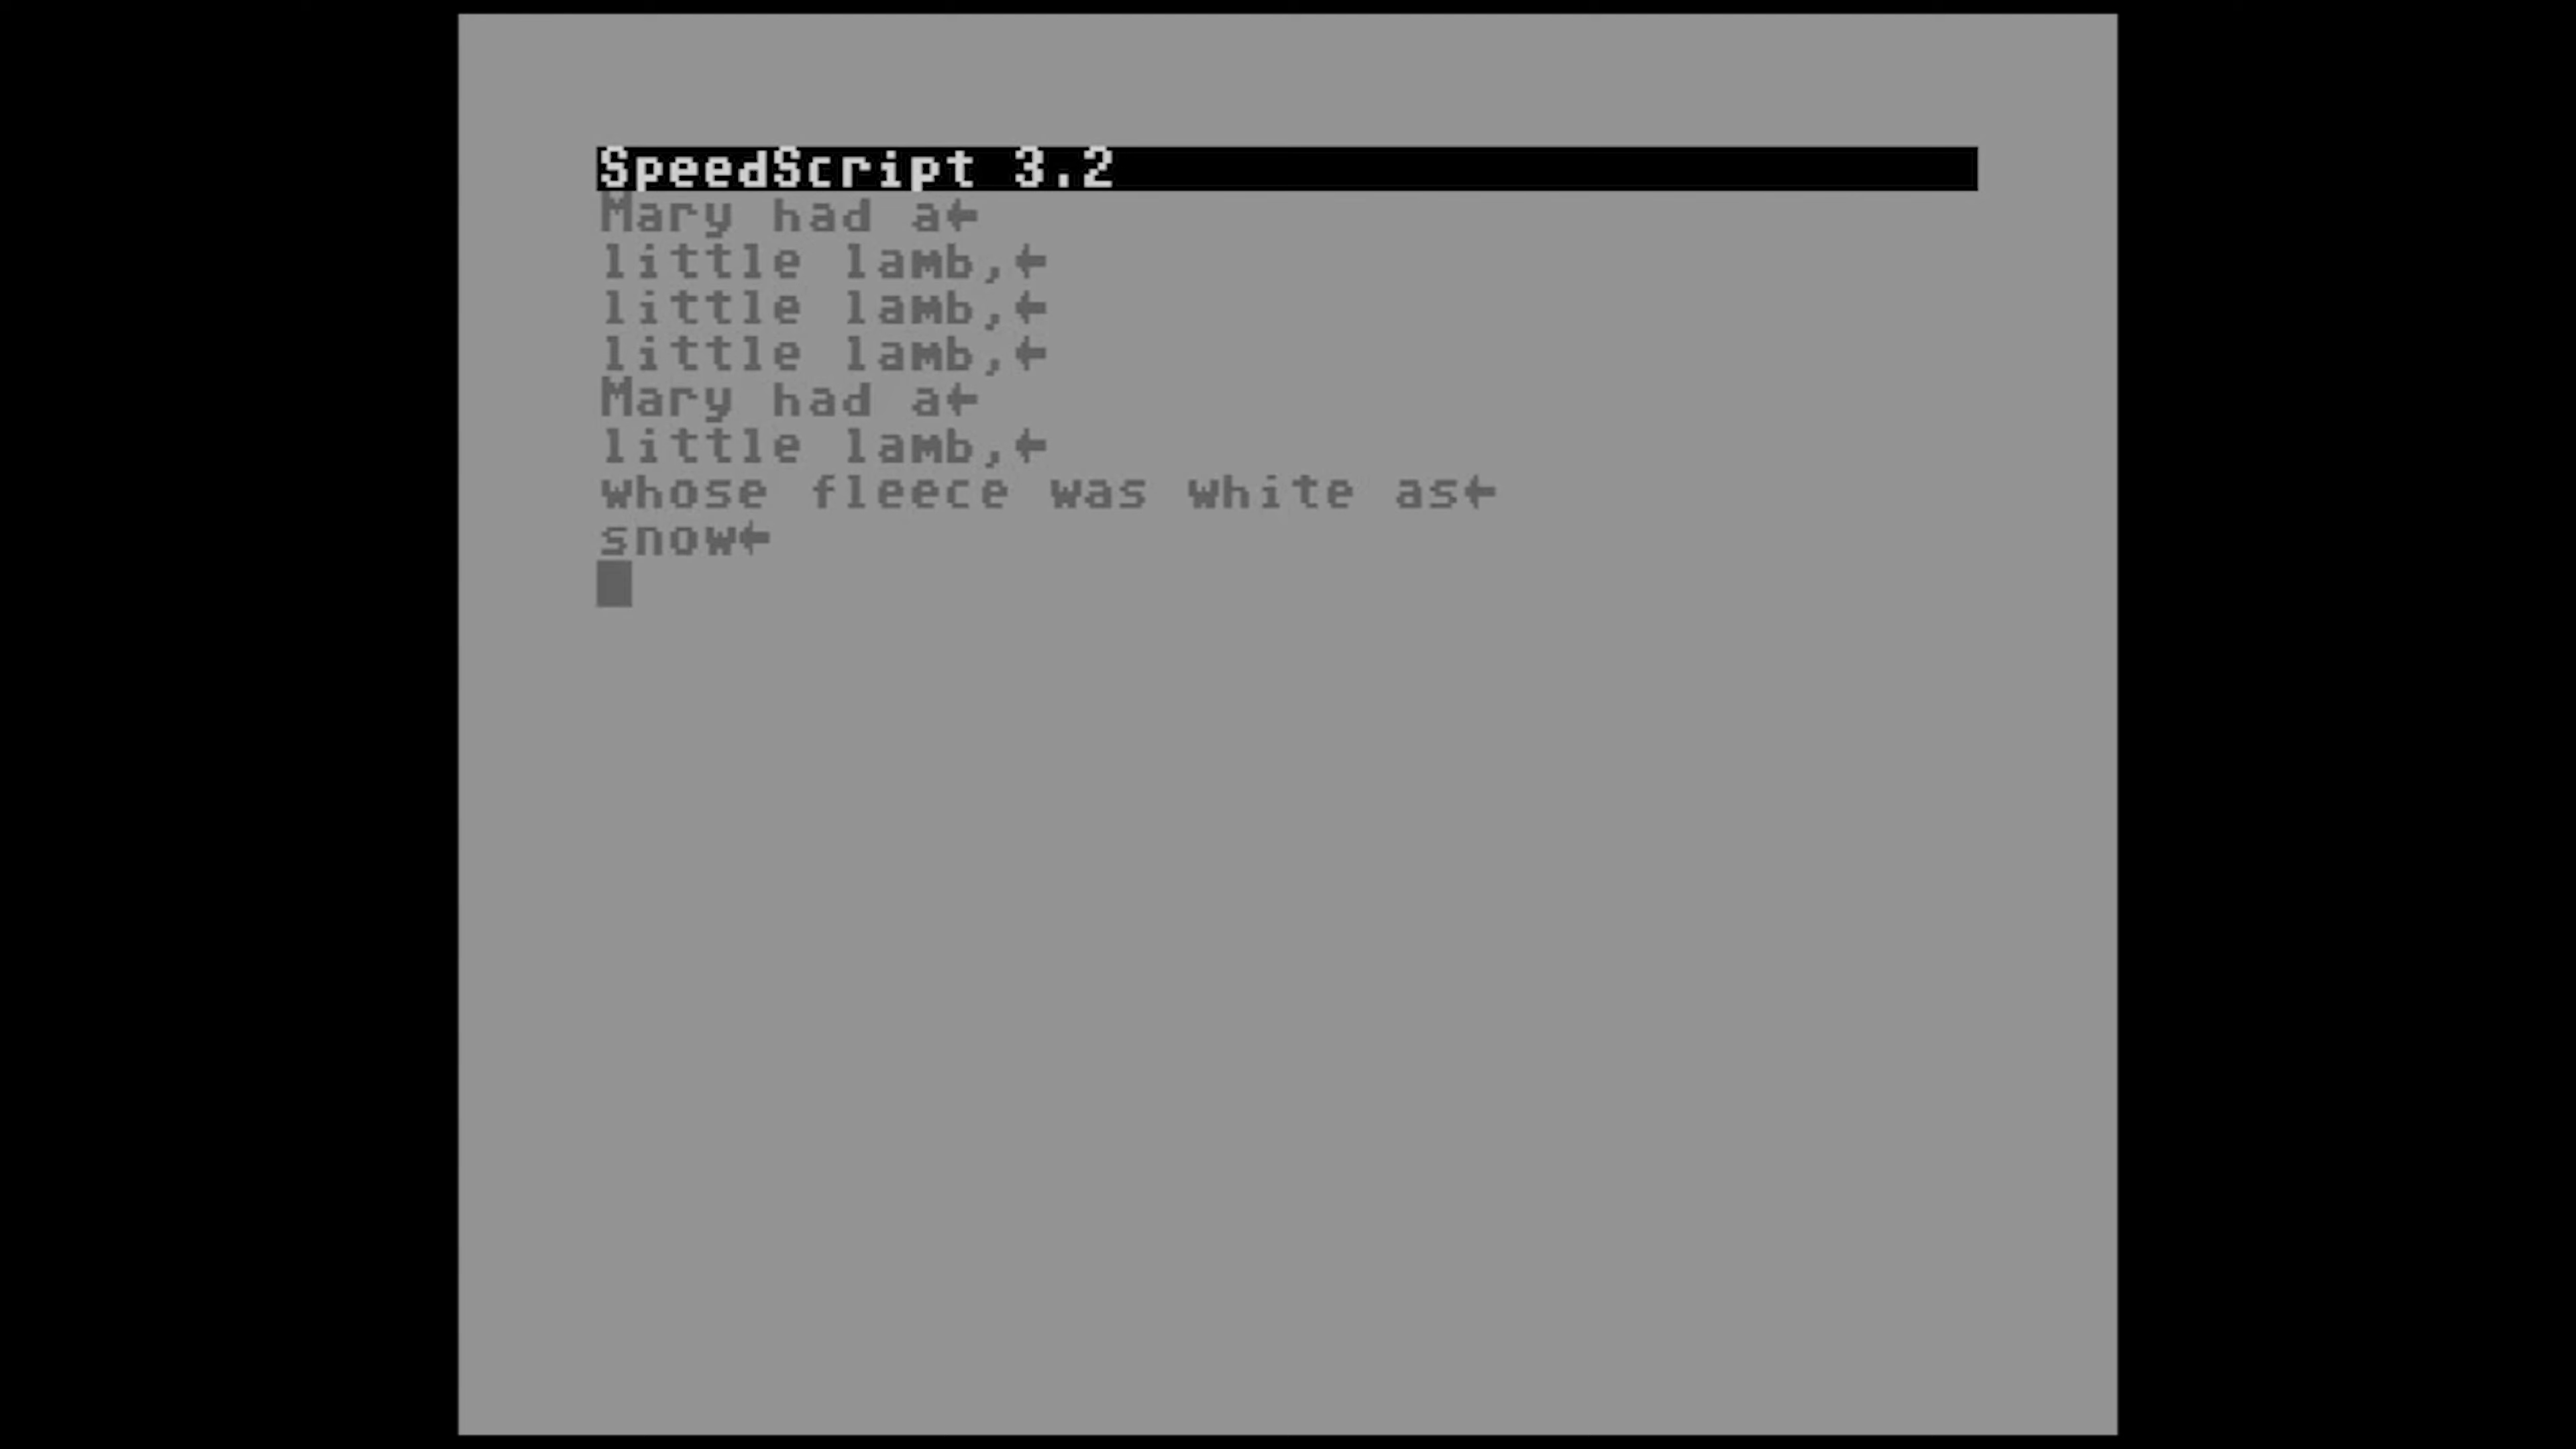 SpeedScript 3.2
Mary had a←
little lamb,←
little lamb,←
little lamb,←
Mary had a←
little lamb,←
whose fleece was white as←
snow←